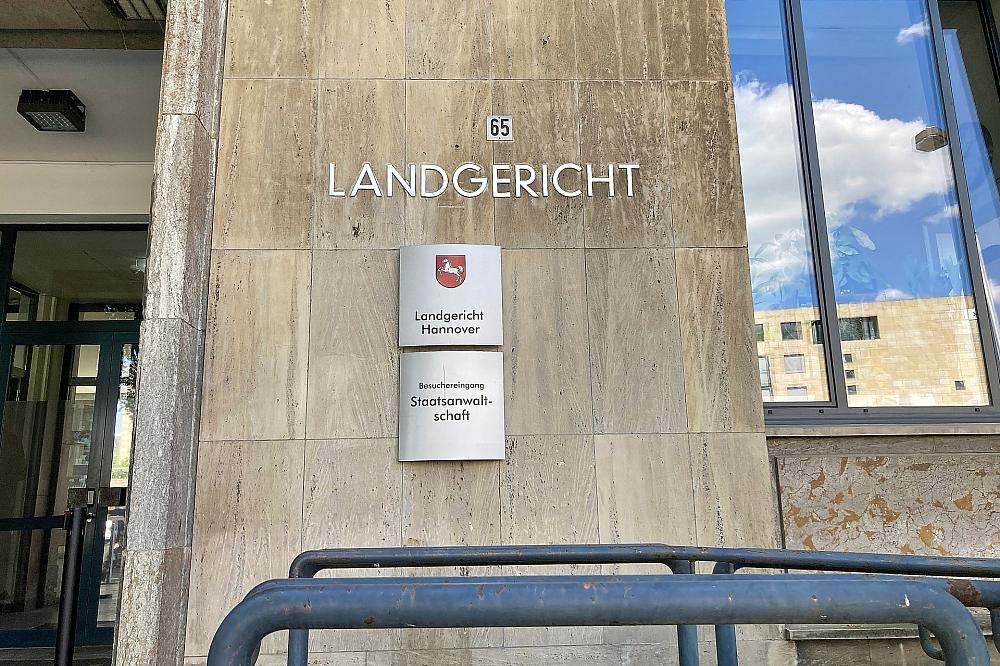 65
LANDGERICHT
Landgericht
Hannover
Besuchereingang
Staatsanwalt-
schaft